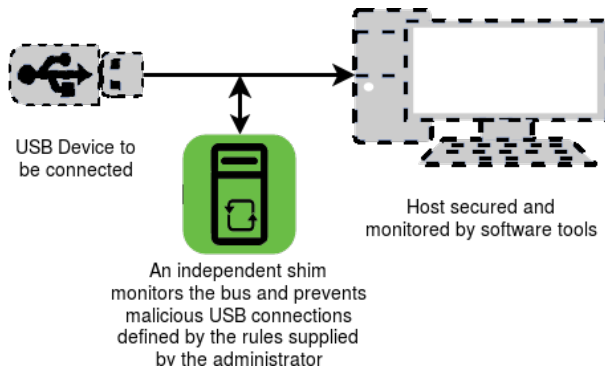 USB Device to
be connected
Host secured and
monitored by software tools
An independent shim
monitors the bus and prevents
malicious USB connections
defined by the rules supplied
by the administrator